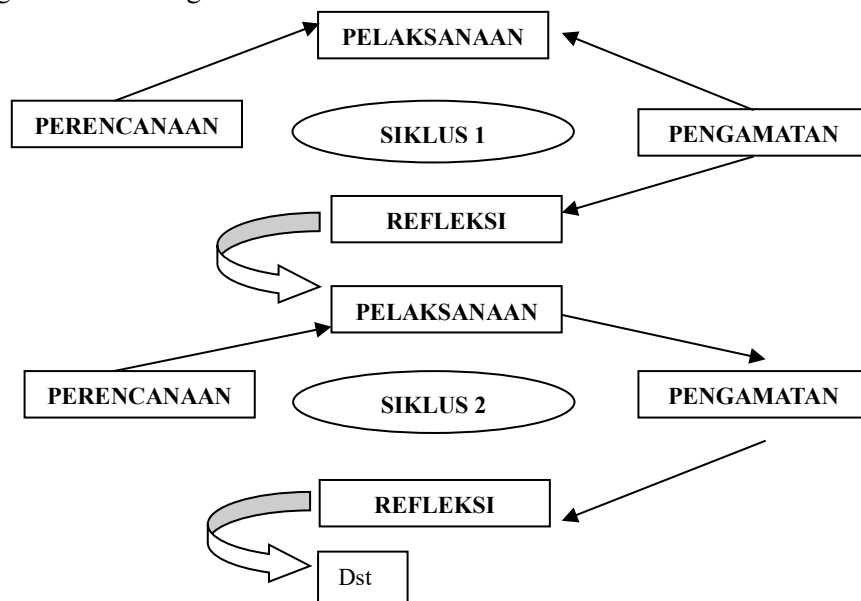 PELAKSANAAN
PERENCANAAN
SIKLUS 1
PENGAMATAN
REFLEKSI
PELAKSANAAN
PERENCANAAN
SIKLUS 2
PENGAMATAN
REFLEKSI
Dst